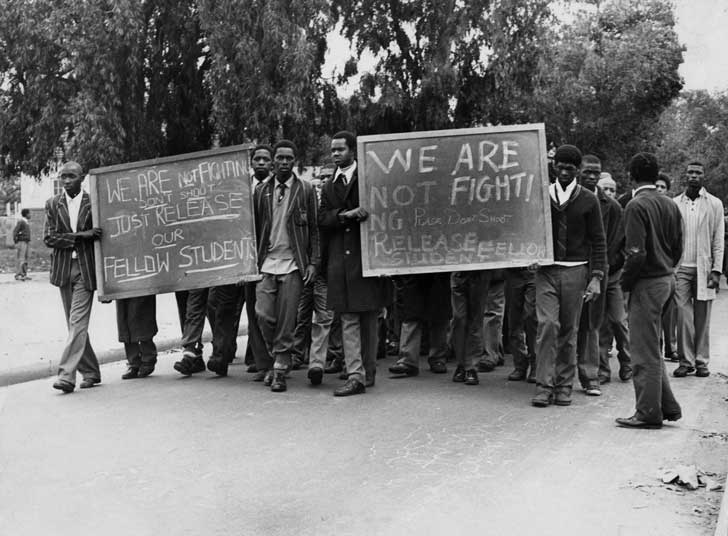 WE ARE NOT FIGHTIN
DON'T SHOOT
JUST RELEASE
OUR
FELLOW STUDENTS
WE ARE
NOT FIGHTI
NG Please DON'T SHOOT
RELEASE FELLOW
STUDENTS